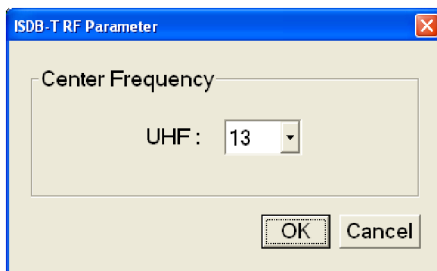 ISDB-T RF Parameter
Center Frequency
UHF : 13
OK Cancel